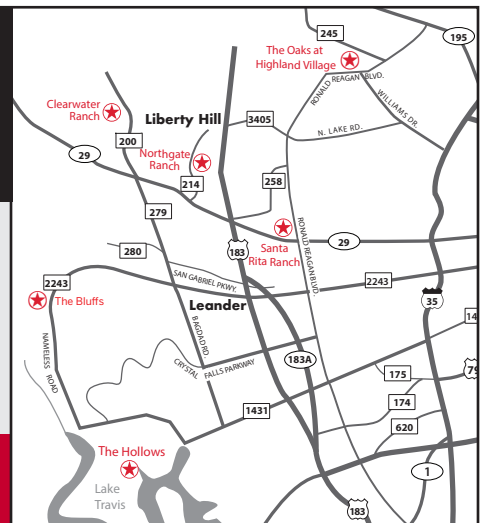 245
195
The Oaks at
Highland Village
RONALD REAGAN BLVD.
WILLIAMS DR.
Clearwater
Ranch
Liberty Hill
3405
N. LAKE RD.
200
29
Northgate
Ranch
214
258
279
Santa
Rita Ranch
RONALD REAGAN BLVD.
29
280
183
2243
SAN GABRIEL PKWY.
2243
The Bluffs
Leander
35
NAMELESS
ROAD
BAGDAD RD.
CRYSTAL FALLS PARKWAY
183A
14
79
175
174
1431
620
The Hollows
Lake
Travis
1
183